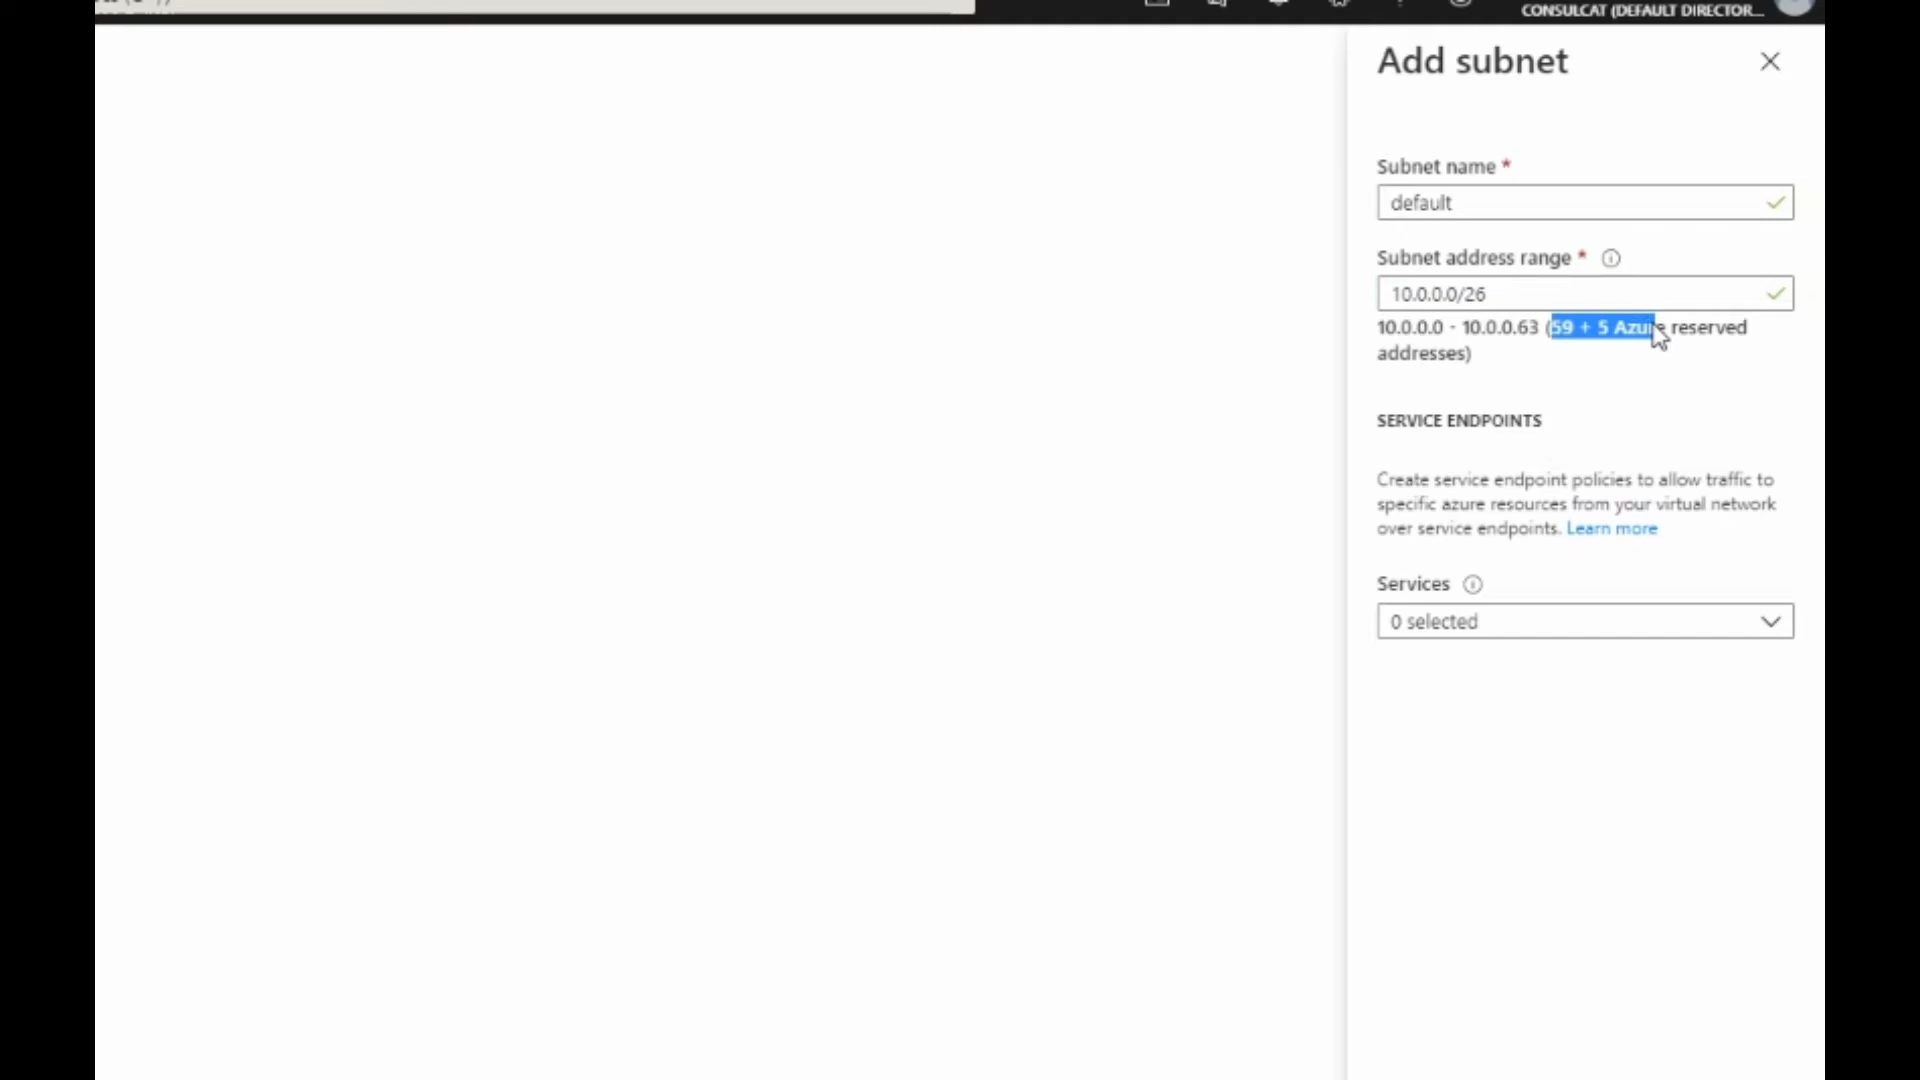 CONSULCAT (DEFAULT DIRECTOR...
Add subnet
Subnet name *
default
Subnet address range *
10.0.0.0/26
10.0.0.0 - 10.0.0.63 (59 + 5 Azure reserved
addresses)
SERVICE ENDPOINTS
Create service endpoint policies to allow traffic to
specific azure resources from your virtual network
over service endpoints. Learn more
Services
0 selected